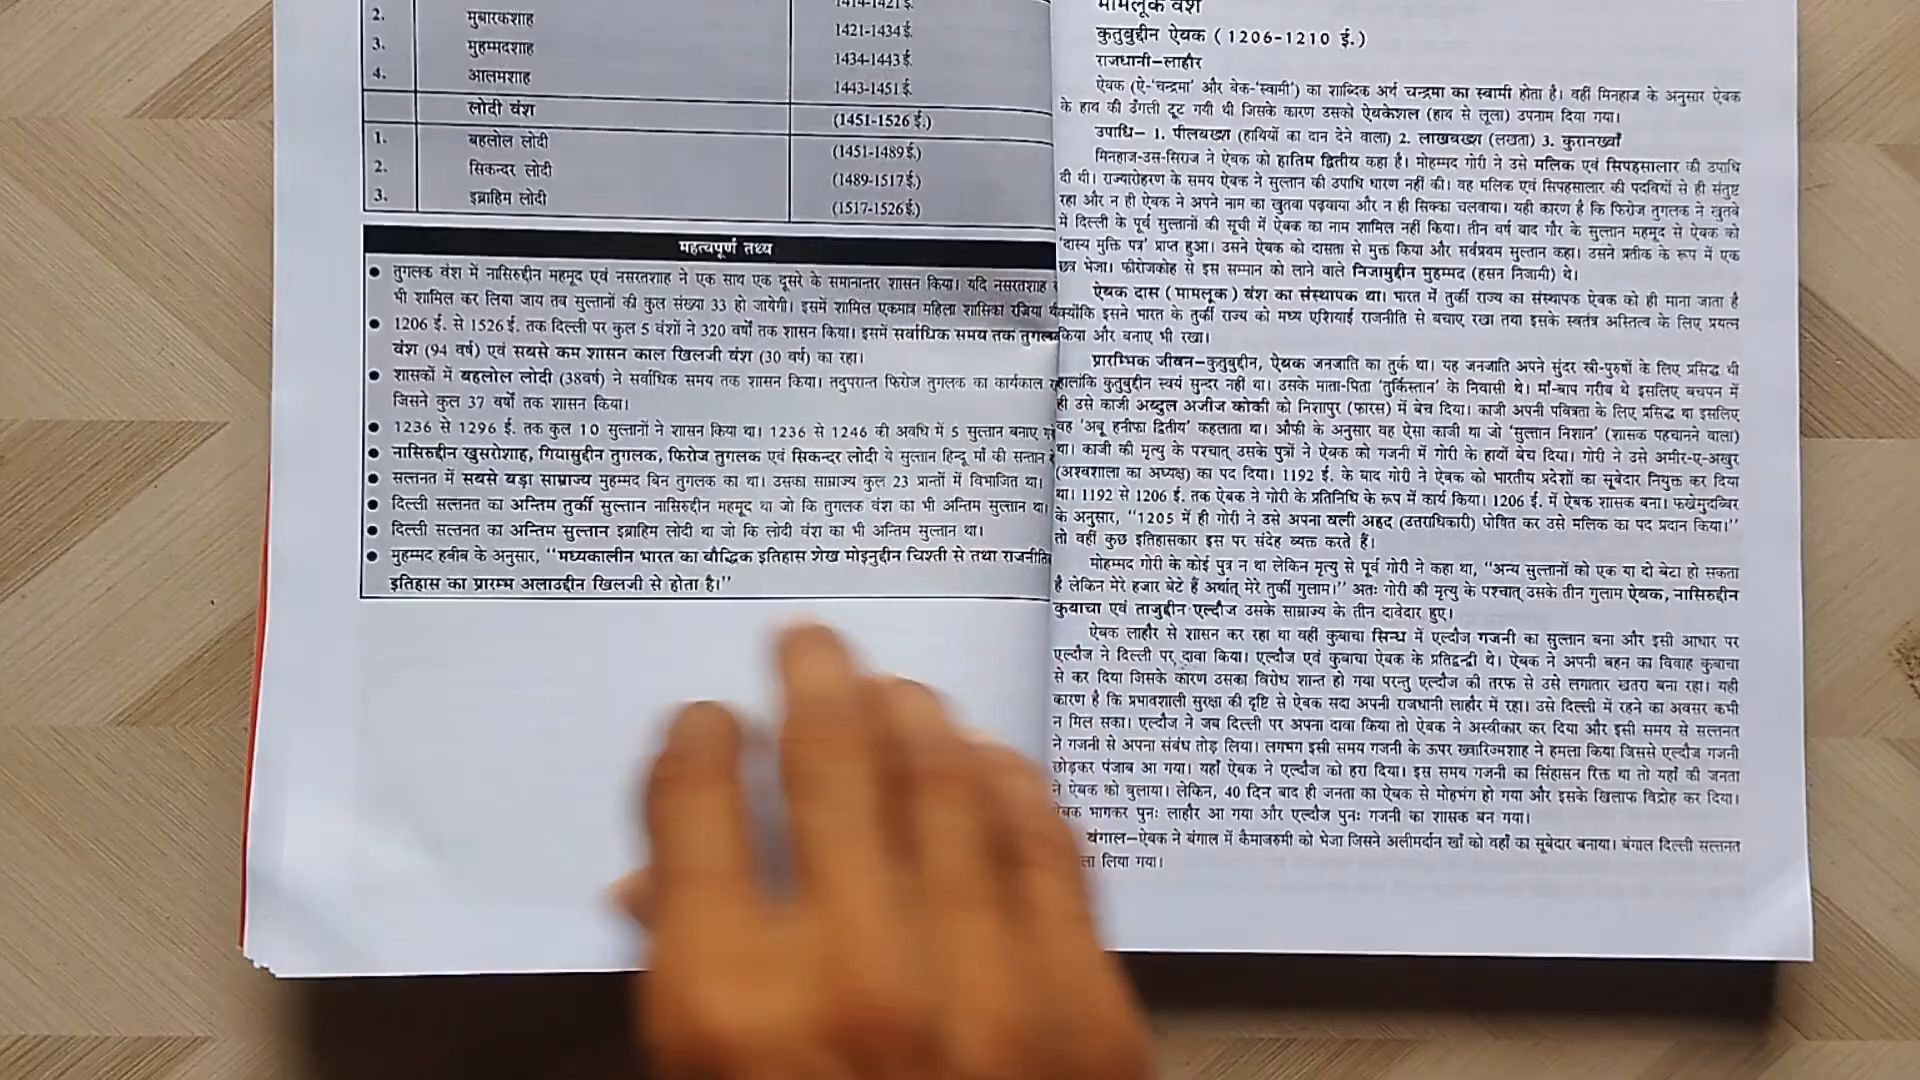 1414-1421 ई.
2. मुबारकशाह 1421-1434 ई.
3. मुहम्मदशाह 1434-1443 ई.
4. आलमशाह 1443-1451 ई.
लोदी वंश (1451-1526 ई.)
1. बहलोल लोदी (1451-1489 ई.)
2. सिकन्दर लोदी (1489-1517 ई.)
3. इब्राहिम लोदी (1517-1526 ई.)
महत्वपूर्ण तथ्य
● तुगलक वंश में नासिरुद्दीन महमूद एवं नसरतशाह ने एक साथ एक दूसरे के समानान्तर शासन किया। यदि नसरतशाह
भी शामिल कर लिया जाय तब सुल्तानों की कुल संख्या 33 हो जायेगी। इसमें शामिल एकमात्र महिला शासिका रजिया
● 1206 ई. से 1526 ई. तक दिल्ली पर कुल 5 वंशों ने 320 वर्षों तक शासन किया। इसमें सर्वाधिक समय तक
वंश (94 वर्ष) एवं सबसे कम शासन काल खिलजी वंश (30 वर्ष) का रहा।
● शासकों में बहलोल लोदी (38वर्ष) ने सर्वाधिक समय तक शासन किया। तदुपरान्त फिरोज तुगलक का कार्यकाल
जिसने कुल 37 वर्षों तक शासन किया।
● 1236 से 1296 ई. तक कुल 10 सुल्तानों ने शासन किया था। 1236 से 1246 की अवधि में 5 सुल्तान बनाए
● नासिरुद्दीन खुसरोशाह, गियासुद्दीन तुगलक, फिरोज तुगलक एवं सिकन्दर लोदी ये सुल्तान हिन्दू माँ की सन्तान
● सल्तनत में सबसे बड़ा साम्राज्य मुहम्मद बिन तुगलक का था। उसका साम्राज्य कुल 23 प्रान्तों में विभाजित था।
● दिल्ली सल्तनत का अन्तिम तुर्की सुल्तान नासिरुद्दीन महमूद था जो कि तुगलक वंश का भी अन्तिम सुल्तान था।
● दिल्ली सल्तनत का अन्तिम सुल्तान इब्राहिम लोदी था जो कि लोदी वंश का भी अन्तिम सुल्तान था।
● मुहम्मद हबीब के अनुसार, “मध्यकालीन भारत का बौद्धिक इतिहास शेख मोइनुद्दीन चिश्ती से तथा
इतिहास का प्रारम्भ अलाउद्दीन खिलजी से होता है।”
मामलूक वंश
कुतुबुद्दीन ऐबक (1206-1210 ई.)
राजधानी–लाहौर
ऐबक (ऐ-‘चन्द्रमा’ और बेक-‘स्वामी’) का शाब्दिक अर्थ चन्द्रमा का स्वामी होता है। वहीं मिनहाज के अनुसार ऐबक
के हाथ की उँगली टूट गयी थी जिसके कारण उसको ऐबकेशल (हाथ से लूला) उपनाम दिया गया।
उपाधि– 1. पीलबख्श (हाथियों का दान देने वाला) 2. लाखबख्श (लखता) 3. कुरानख्वाँ
मिनहाज-उस-सिराज ने ऐबक को हातिम द्वितीय कहा है। मोहम्मद गोरी ने उसे मलिक एवं सिपहसालार की उपाधि
दी थी। राज्यारोहरण के समय ऐबक ने सुल्तान की उपाधि धारण नहीं की। वह मलिक एवं सिपहसालार की पदवियों से ही संतुष्ट
रहा और न ही ऐबक ने अपने नाम का खुतबा पढ़वाया और न ही सिक्का चलवाया। यही कारण है कि फिरोज तुगलक ने खुतबे
में दिल्ली के पूर्व सुल्तानों की सूची में ऐबक का नाम शामिल नहीं किया। तीन वर्ष बाद गौर के सुल्तान महमूद से ऐबक को
‘दास्य मुक्ति पत्र’ प्राप्त हुआ। उसने ऐबक को दासता से मुक्त किया और सर्वप्रथम सुल्तान कहा। उसने प्रतीक के रूप में एक
छत्र भेजा। फीरोजकोह से इस सम्मान को लाने वाले निजामुद्दीन मुहम्मद (हसन निजामी) थे।
ऐबक दास (मामलूक) वंश का संस्थापक था। भारत में तुर्की राज्य का संस्थापक ऐबक को ही माना जाता है
क्योंकि इसने भारत के तुर्की राज्य को मध्य एशियाई राजनीति से बचाए रखा तथा इसके स्वतंत्र अस्तित्व के लिए प्रयत्न
किया और बनाए भी रखा।
प्रारम्भिक जीवन–कुतुबुद्दीन, ऐबक जनजाति का तुर्क था। यह जनजाति अपने सुंदर स्त्री-पुरुषों के लिए प्रसिद्ध थी
हालांकि कुतुबुद्दीन स्वयं सुन्दर नहीं था। उसके माता-पिता ‘तुर्किस्तान’ के निवासी थे। माँ-बाप गरीब थे इसलिए बचपन में
ही उसे काजी अब्दुल अजीज कोकी को निशापुर (फारस) में बेच दिया। काजी अपनी पवित्रता के लिए प्रसिद्ध था इसलिए
वह ‘अबू हनीफा द्वितीय’ कहलाता था। औफी के अनुसार वह ऐसा काजी था जो ‘सुल्तान निशान’ (शासक पहचानने वाला)
था। काजी की मृत्यु के पश्चात् उसके पुत्रों ने ऐबक को गजनी में गोरी के हाथों बेच दिया। गोरी ने उसे अमीर-ए-अखुर
(अश्वशाला का अध्यक्ष) का पद दिया। 1192 ई. के बाद गोरी ने ऐबक को भारतीय प्रदेशों का सूबेदार नियुक्त कर दिया
था। 1192 से 1206 ई. तक ऐबक ने गोरी के प्रतिनिधि के रूप में कार्य किया। 1206 ई. में ऐबक शासक बना। फखेमुदब्बिर
के अनुसार, “1205 में ही गोरी ने उसे अपना वली अहद (उत्तराधिकारी) घोषित कर उसे मलिक का पद प्रदान किया।”
तो वहीं कुछ इतिहासकार इस पर संदेह व्यक्त करते हैं।
मोहम्मद गोरी के कोई पुत्र न था लेकिन मृत्यु से पूर्व गोरी ने कहा था, “अन्य सुल्तानों को एक या दो बेटा हो सकता
है लेकिन मेरे हजार बेटे हैं अर्थात् मेरे तुर्की गुलाम।” अतः गोरी की मृत्यु के पश्चात् उसके तीन गुलाम ऐबक, नासिरुद्दीन
कुबाचा एवं ताजुद्दीन एल्दौज उसके साम्राज्य के तीन दावेदार हुए।
ऐबक लाहौर से शासन कर रहा था वहीं कुबाचा सिन्ध में एल्दौज गजनी का सुल्तान बना और इसी आधार पर
एल्दौज ने दिल्ली पर दावा किया। एल्दौज एवं कुबाचा ऐबक के प्रतिद्वन्दी थे। ऐबक ने अपनी बहन का विवाह कुबाचा
से कर दिया जिसके कारण उसका विरोध शान्त हो गया परन्तु एल्दौज की तरफ से उसे लगातार खतरा बना रहा। यही
कारण है कि प्रभावशाली सुरक्षा की दृष्टि से ऐबक सदा अपनी राजधानी लाहौर में रहा। उसे दिल्ली में रहने का अवसर कभी
न मिल सका। एल्दौज ने जब दिल्ली पर अपना दावा किया तो ऐबक ने अस्वीकार कर दिया और इसी समय से सल्तनत
ने गजनी से अपना संबंध तोड़ लिया। लगभग इसी समय गजनी के ऊपर ख्वारिज्मशाह ने हमला किया जिससे एल्दौज गजनी
छोड़कर पंजाब आ गया। यहाँ ऐबक ने एल्दौज को हरा दिया। इस समय गजनी का सिंहासन रिक्त था तो यहाँ की जनता
ने ऐबक को बुलाया। लेकिन, 40 दिन बाद ही जनता का ऐबक से मोहभंग हो गया और इसके खिलाफ विद्रोह कर दिया।
ऐबक भागकर पुनः लाहौर आ गया और एल्दौज पुनः गजनी का शासक बन गया।
बंगाल–ऐबक ने बंगाल में कैमाजरुमी को भेजा जिसने अलीमर्दान खाँ को वहाँ का सूबेदार बनाया। बंगाल दिल्ली सल्तनत
लिया गया।